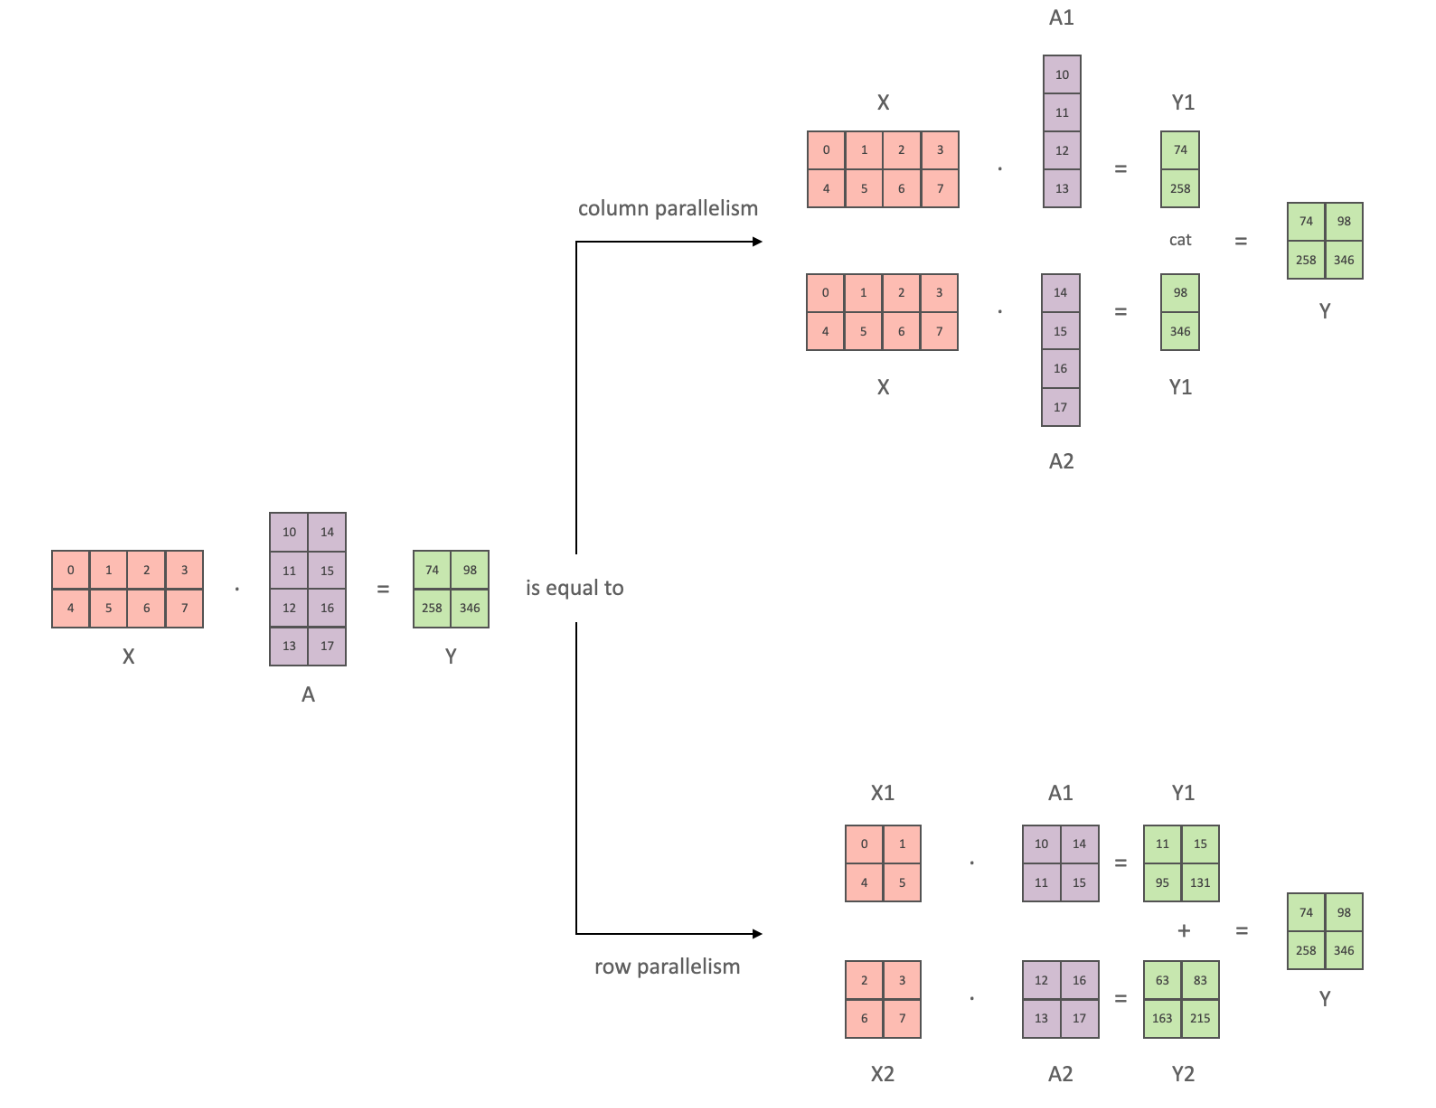 A1
10
11
12
13
X
0 1 2 3
4 5 6 7
.
=
Y1
74
258
column parallelism
cat
=
74 98
258 346
Y
0 1 2 3
4 5 6 7
X
.
14
15
16
17
A2
=
98
346
Y1
0 1 2 3
4 5 6 7
X
.
10 14
11 15
12 16
13 17
A
=
74 98
258 346
Y
is equal to
row parallelism
X1
0 1
4 5
.
A1
10 14
11 15
=
Y1
11 15
95 131
+
=
74 98
258 346
Y
2 3
6 7
X2
.
12 16
13 17
A2
=
63 83
163 215
Y2